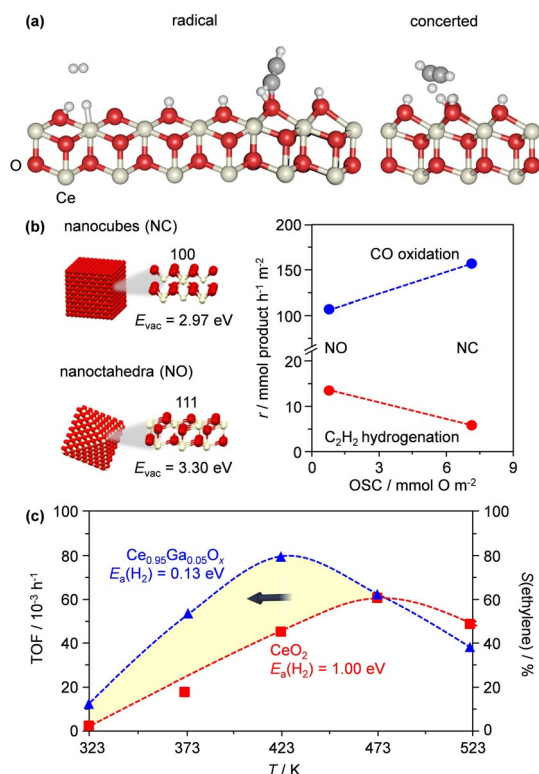 (a)
radical
concerted
O
Ce
(b)
nanocubes (NC)
100
E_vac = 2.97 eV
nanoctahedra (NO)
111
E_vac = 3.30 eV
r / mmol product h⁻¹ m⁻²
200
150
100
15
10
5
0
CO oxidation
NO
NC
C₂H₂ hydrogenation
0
3
6
9
OSC / mmol O m⁻²
(c)
TOF / 10⁻³ h⁻¹
100
80
60
40
20
0
Ce₀.₉₅Ga₀.₀₅Oₓ
Eₐ(H₂) = 0.13 eV
CeO₂
Eₐ(H₂) = 1.00 eV
100
80
60
40
20
0
S(ethylene) / %
323
373
423
473
523
T / K